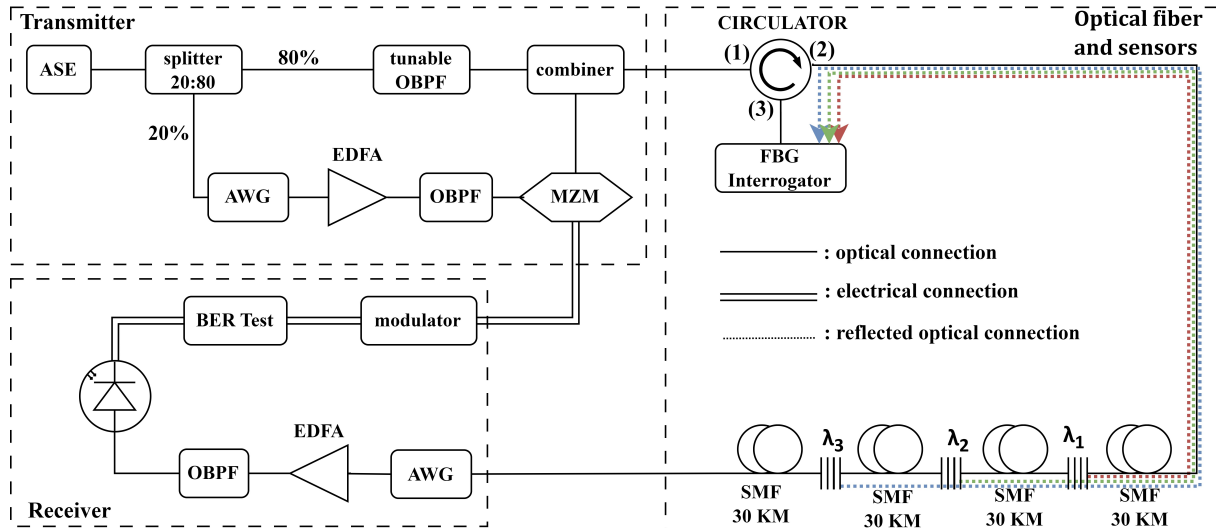 Transmitter
ASE
splitter
20:80
80%
tunable
OBPF
combiner
20%
AWG
EDFA
OBPF
MZM
CIRCULATOR
(1)
(2)
(3)
FBG
Interrogator
Optical fiber
and sensors
: optical connection
: electrical connection
: reflected optical connection
BER Test
modulator
EDFA
OBPF
AWG
Receiver
λ3
λ2
λ1
SMF
30 KM
SMF
30 KM
SMF
30 KM
SMF
30 KM